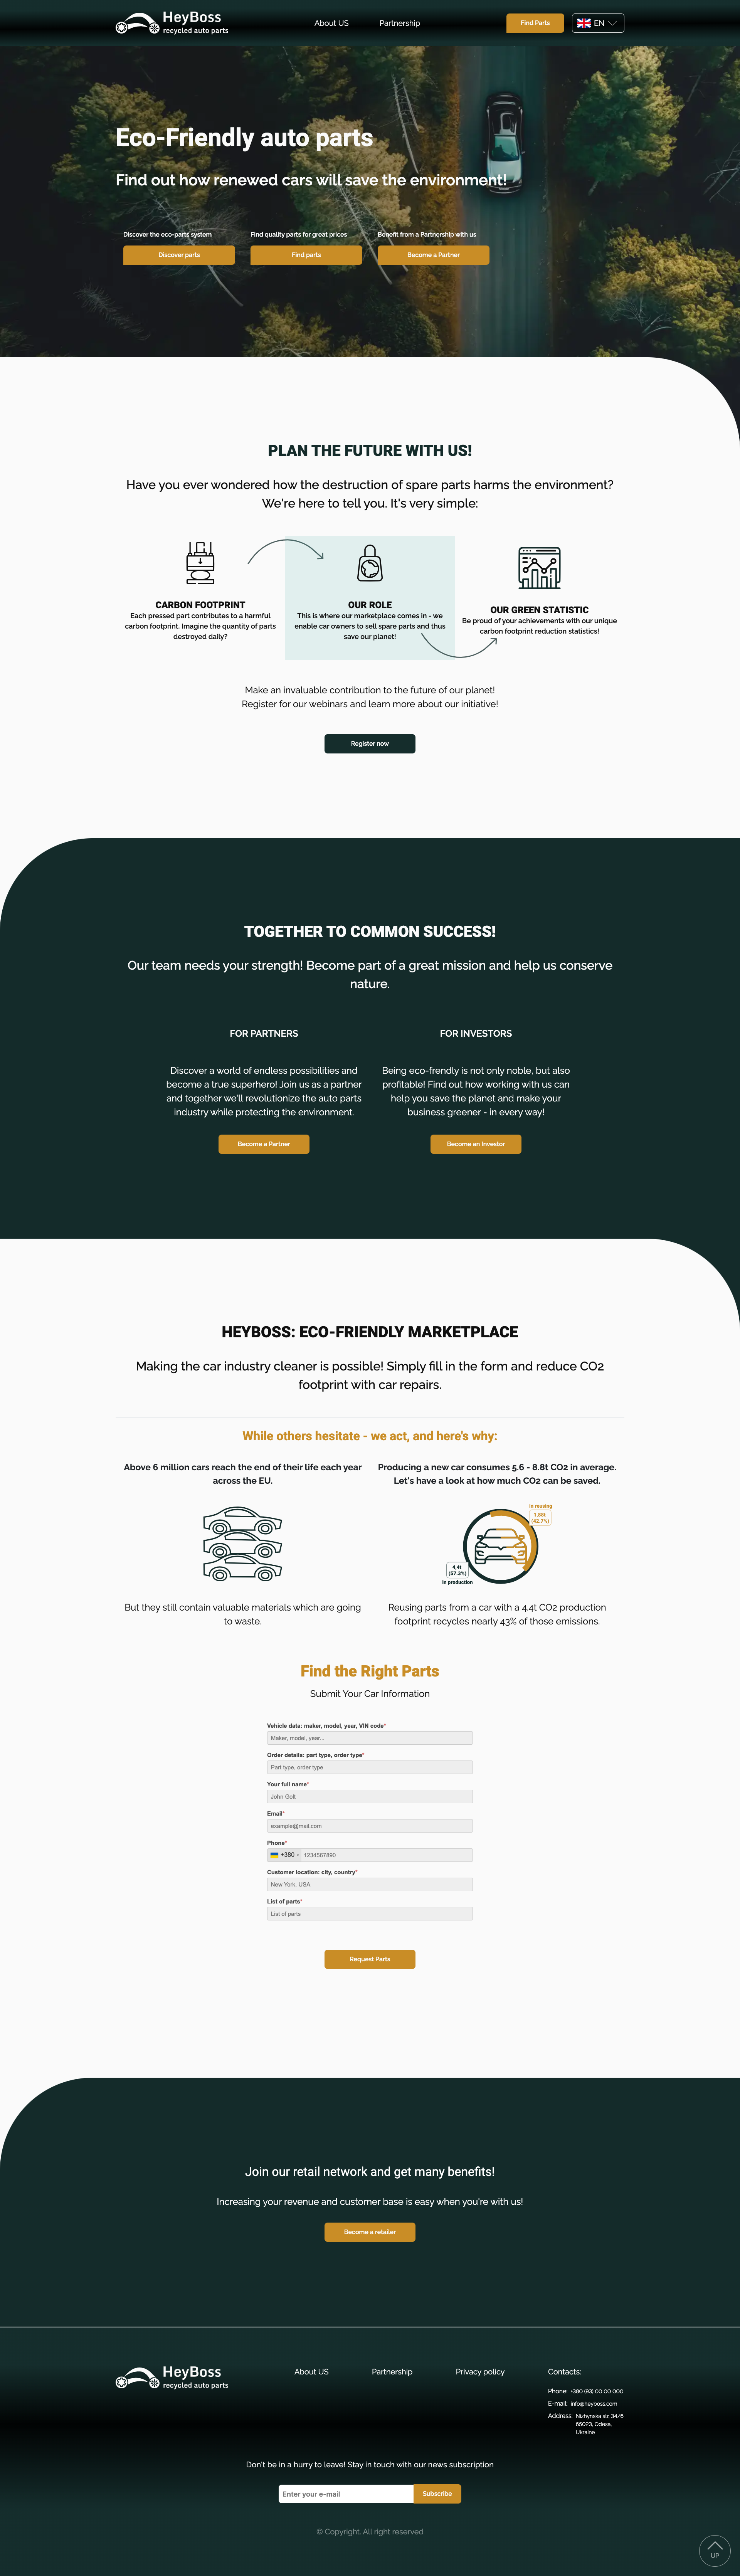 HeyBoss
recycled auto parts
About US
Partnership
Find Parts
EN
Eco-Friendly auto parts
Find out how renewed cars will save the environment!
Discover the eco-parts system
Find quality parts for great prices
Benefit from a Partnership with us
Discover parts
Find parts
Become a Partner
PLAN THE FUTURE WITH US!
Have you ever wondered how the destruction of spare parts harms the environment?
We're here to tell you. It's very simple:
CARBON FOOTPRINT
Each pressed part contributes to a harmful
carbon footprint. Imagine the quantity of parts
destroyed daily?
OUR ROLE
This is where our marketplace comes in - we
enable car owners to sell spare parts and thus
save our planet!
OUR GREEN STATISTIC
Be proud of your achievements with our unique
carbon footprint reduction statistics!
Make an invaluable contribution to the future of our planet!
Register for our webinars and learn more about our initiative!
Register now
TOGETHER TO COMMON SUCCESS!
Our team needs your strength! Become part of a great mission and help us conserve
nature.
FOR PARTNERS
Discover a world of endless possibilities and
become a true superhero! Join us as a partner
and together we'll revolutionize the auto parts
industry while protecting the environment.
Become a Partner
FOR INVESTORS
Being eco-frendly is not only noble, but also
profitable! Find out how working with us can
help you save the planet and make your
business greener - in every way!
Become an Investor
HEYBOSS: ECO-FRIENDLY MARKETPLACE
Making the car industry cleaner is possible! Simply fill in the form and reduce CO2
footprint with car repairs.
While others hesitate - we act, and here's why:
Above 6 million cars reach the end of their life each year
across the EU.
But they still contain valuable materials which are going
to waste.
Producing a new car consumes 5.6 - 8.8t CO2 in average.
Let's have a look at how much CO2 can be saved.
in reusing
1,88t
(42.7%)
4,4t
(57.3%)
in production
Reusing parts from a car with a 4.4t CO2 production
footprint recycles nearly 43% of those emissions.
Find the Right Parts
Submit Your Car Information
Vehicle data: maker, model, year, VIN code*
Maker, model, year...
Order details: part type, order type*
Part type, order type
Your full name*
John Golt
Email*
example@mail.com
Phone*
+380
1234567890
Customer location: city, country*
New York, USA
List of parts*
List of parts
Request Parts
Join our retail network and get many benefits!
Increasing your revenue and customer base is easy when you're with us!
Become a retailer
HeyBoss
recycled auto parts
About US
Partnership
Privacy policy
Contacts:
Phone: +380 (93) 00 00 000
E-mail: info@heyboss.com
Address: Nizhynska str, 34/6
65023, Odesa,
Ukraine
Don't be in a hurry to leave! Stay in touch with our news subscription
Enter your e-mail
Subscribe
© Copyright. All right reserved
UP